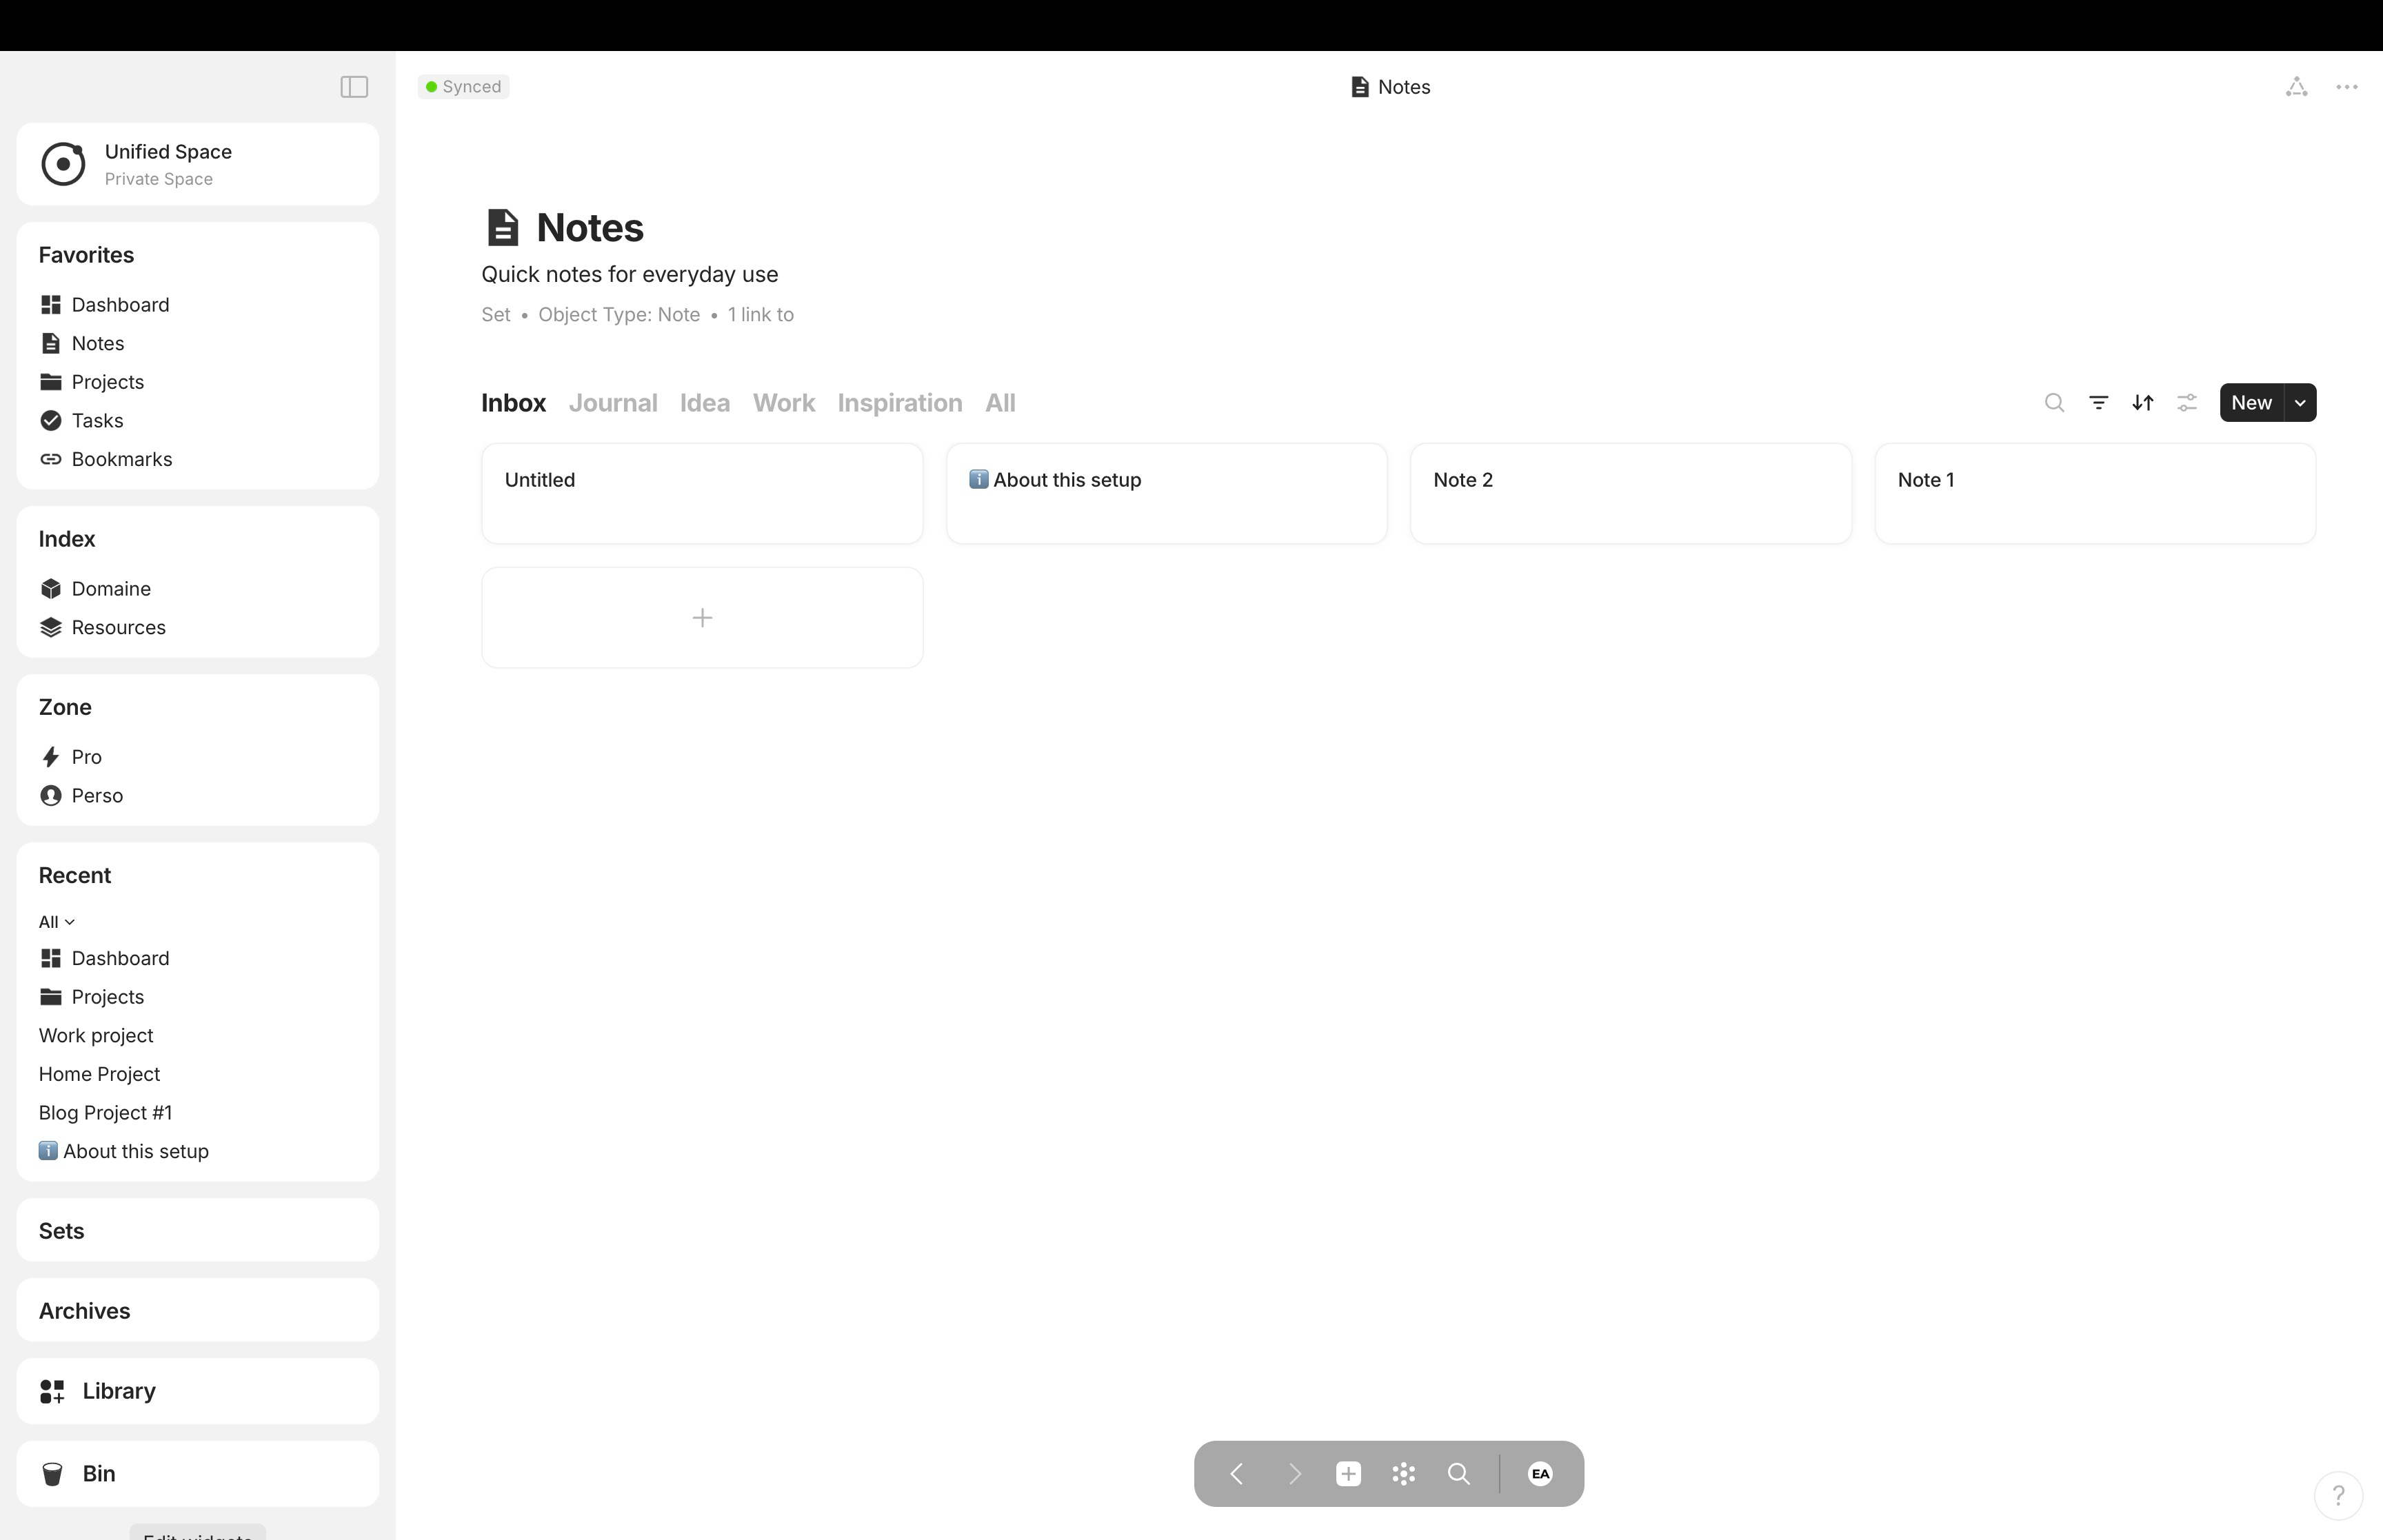 Synced
Notes
Unified Space
Private Space
Favorites
Dashboard
Notes
Projects
Tasks
Bookmarks
Index
Domaine
Resources
Zone
Pro
Perso
Recent
All
Dashboard
Projects
Work project
Home Project
Blog Project #1
ℹ️ About this setup
Sets
Archives
Library
Bin
Edit widgets
Notes
Quick notes for everyday use
Set • Object Type: Note • 1 link to
Inbox Journal Idea Work Inspiration All
New
Untitled
ℹ️ About this setup
Note 2
Note 1
EA
?